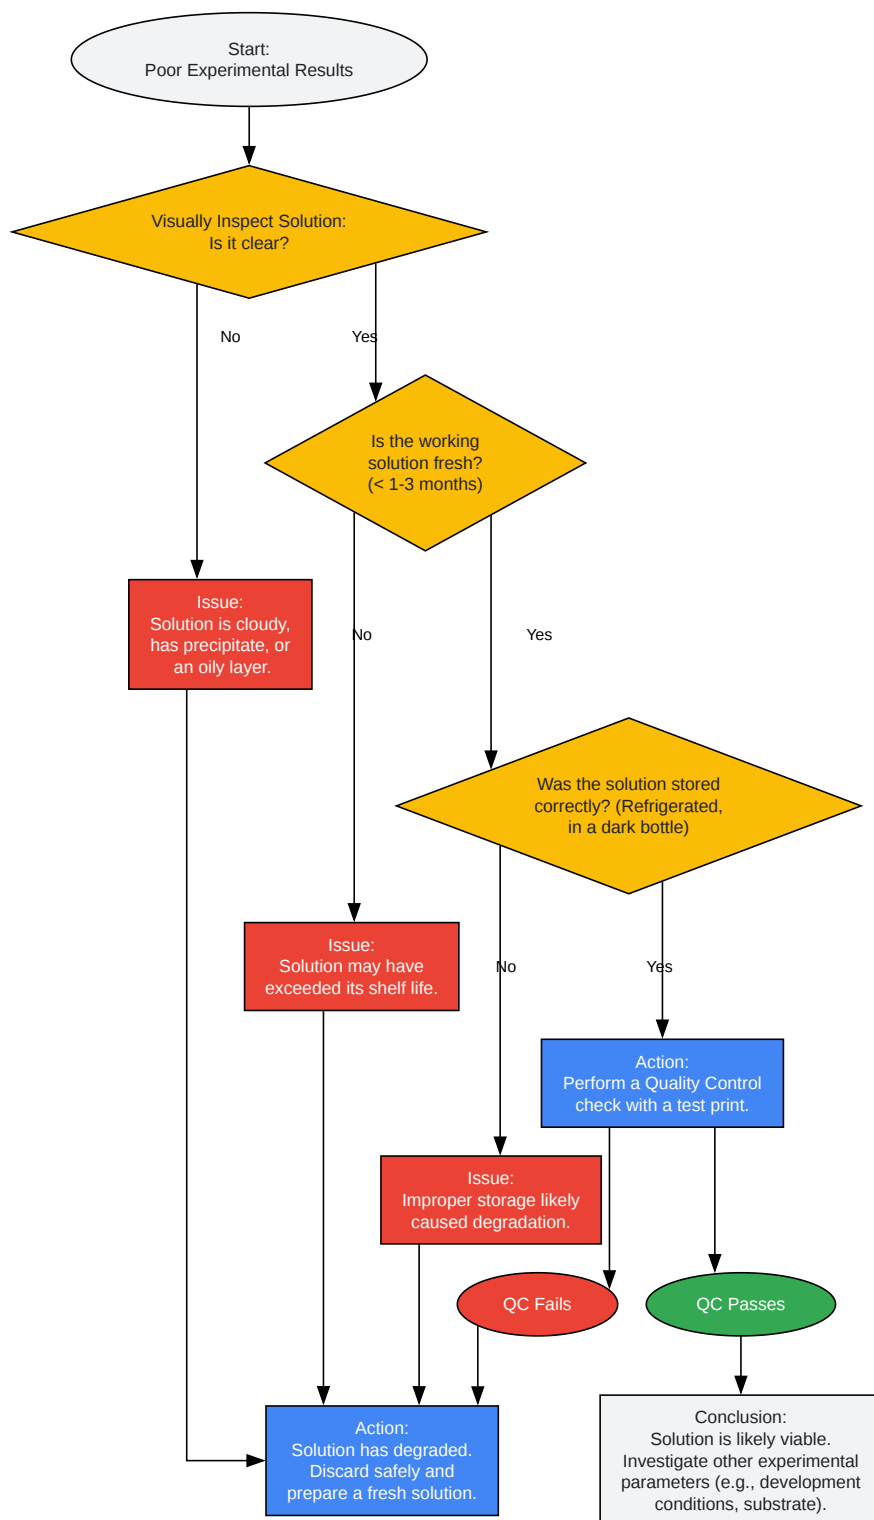 Start:
Poor Experimental Results
Visually Inspect Solution:
Is it clear?
No
Yes
Is the working
solution fresh?
(< 1-3 months)
Issue:
Solution is cloudy,
has precipitate, or
an oily layer.
No
Yes
Was the solution stored
correctly? (Refrigerated,
in a dark bottle)
Issue:
Solution may have
exceeded its shelf life.
No
Yes
Action:
Perform a Quality Control
check with a test print.
Issue:
Improper storage likely
caused degradation.
QC Fails
QC Passes
Action:
Solution has degraded.
Discard safely and
prepare a fresh solution.
Conclusion:
Solution is likely viable.
Investigate other experimental
parameters (e.g., development
conditions, substrate).